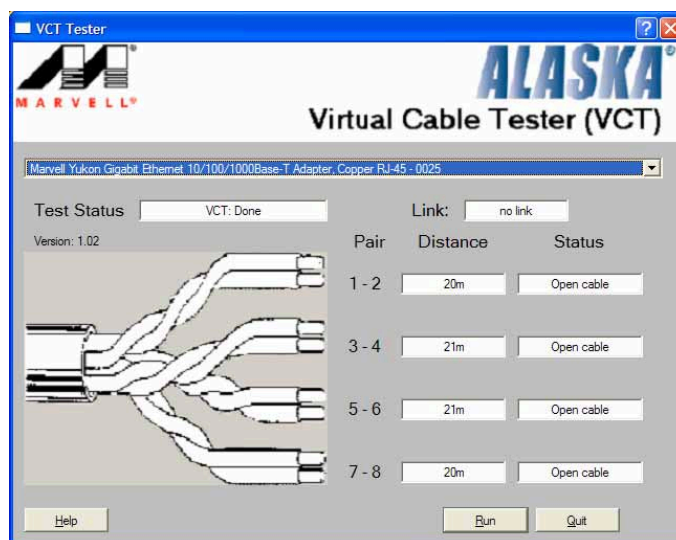 VCT Tester
MARVELL®
ALASKA®
Virtual Cable Tester (VCT)
Marvell Yukon Gigabit Ethernet 10/100/1000Base-T Adapter, Copper RJ-45 - 0025
Test Status VCT: Done Link: no link
Version: 1.02 Pair Distance Status
1 - 2 20m Open cable
3 - 4 21m Open cable
5 - 6 21m Open cable
7 - 8 20m Open cable
Help Run Quit